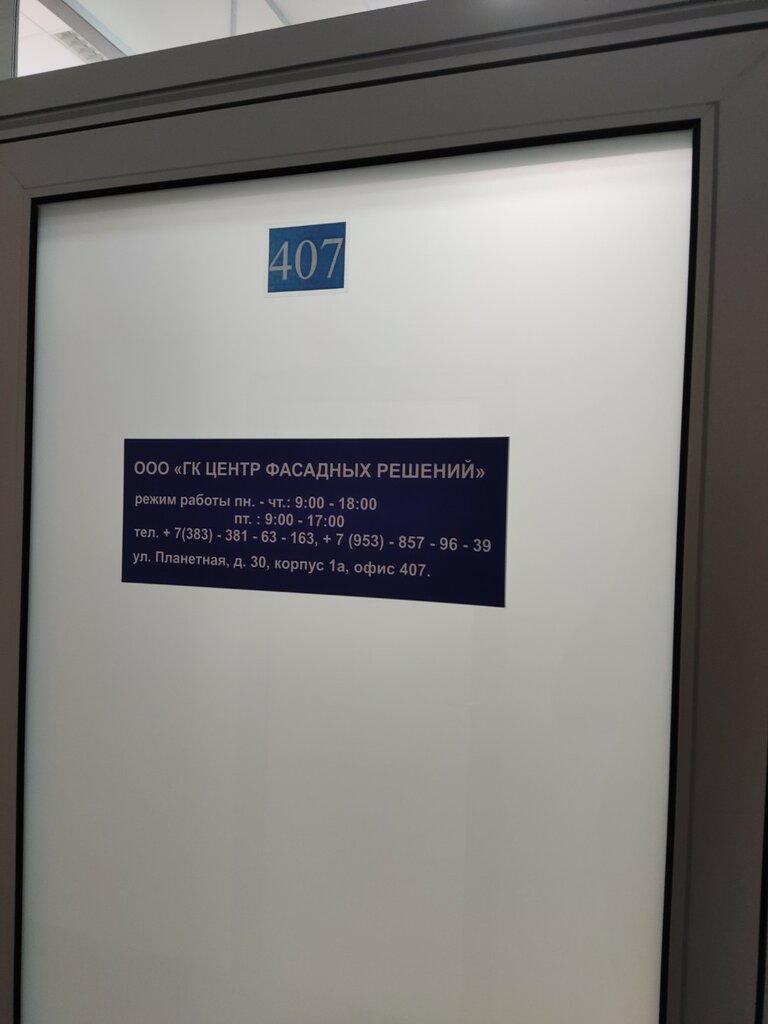 407
ООО «ГК ЦЕНТР ФАСАДНЫХ РЕШЕНИЙ»
режим работы пн. - чт.: 9:00 - 18:00
пт. : 9:00 - 17:00
тел. + 7(383) - 381 - 63 - 163, + 7 (953) - 857 - 96 - 39
ул. Планетная, д. 30, корпус 1а, офис 407.